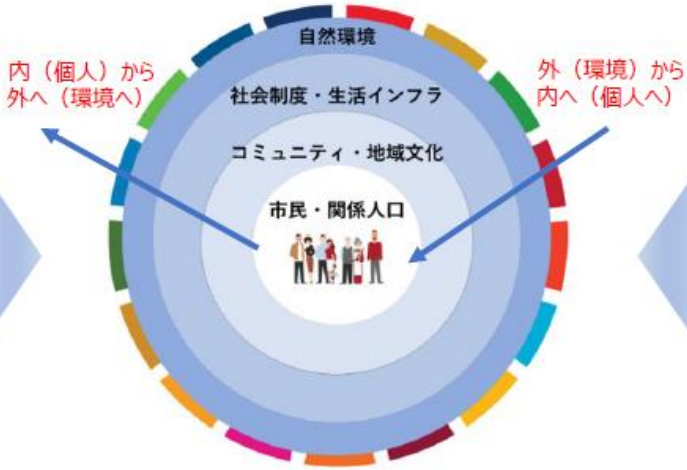 自然環境
内（個人）から
外へ（環境へ）
外（環境）から
内へ（個人へ）
社会制度・生活インフラ
コミュニティ・地域文化
市民・関係人口